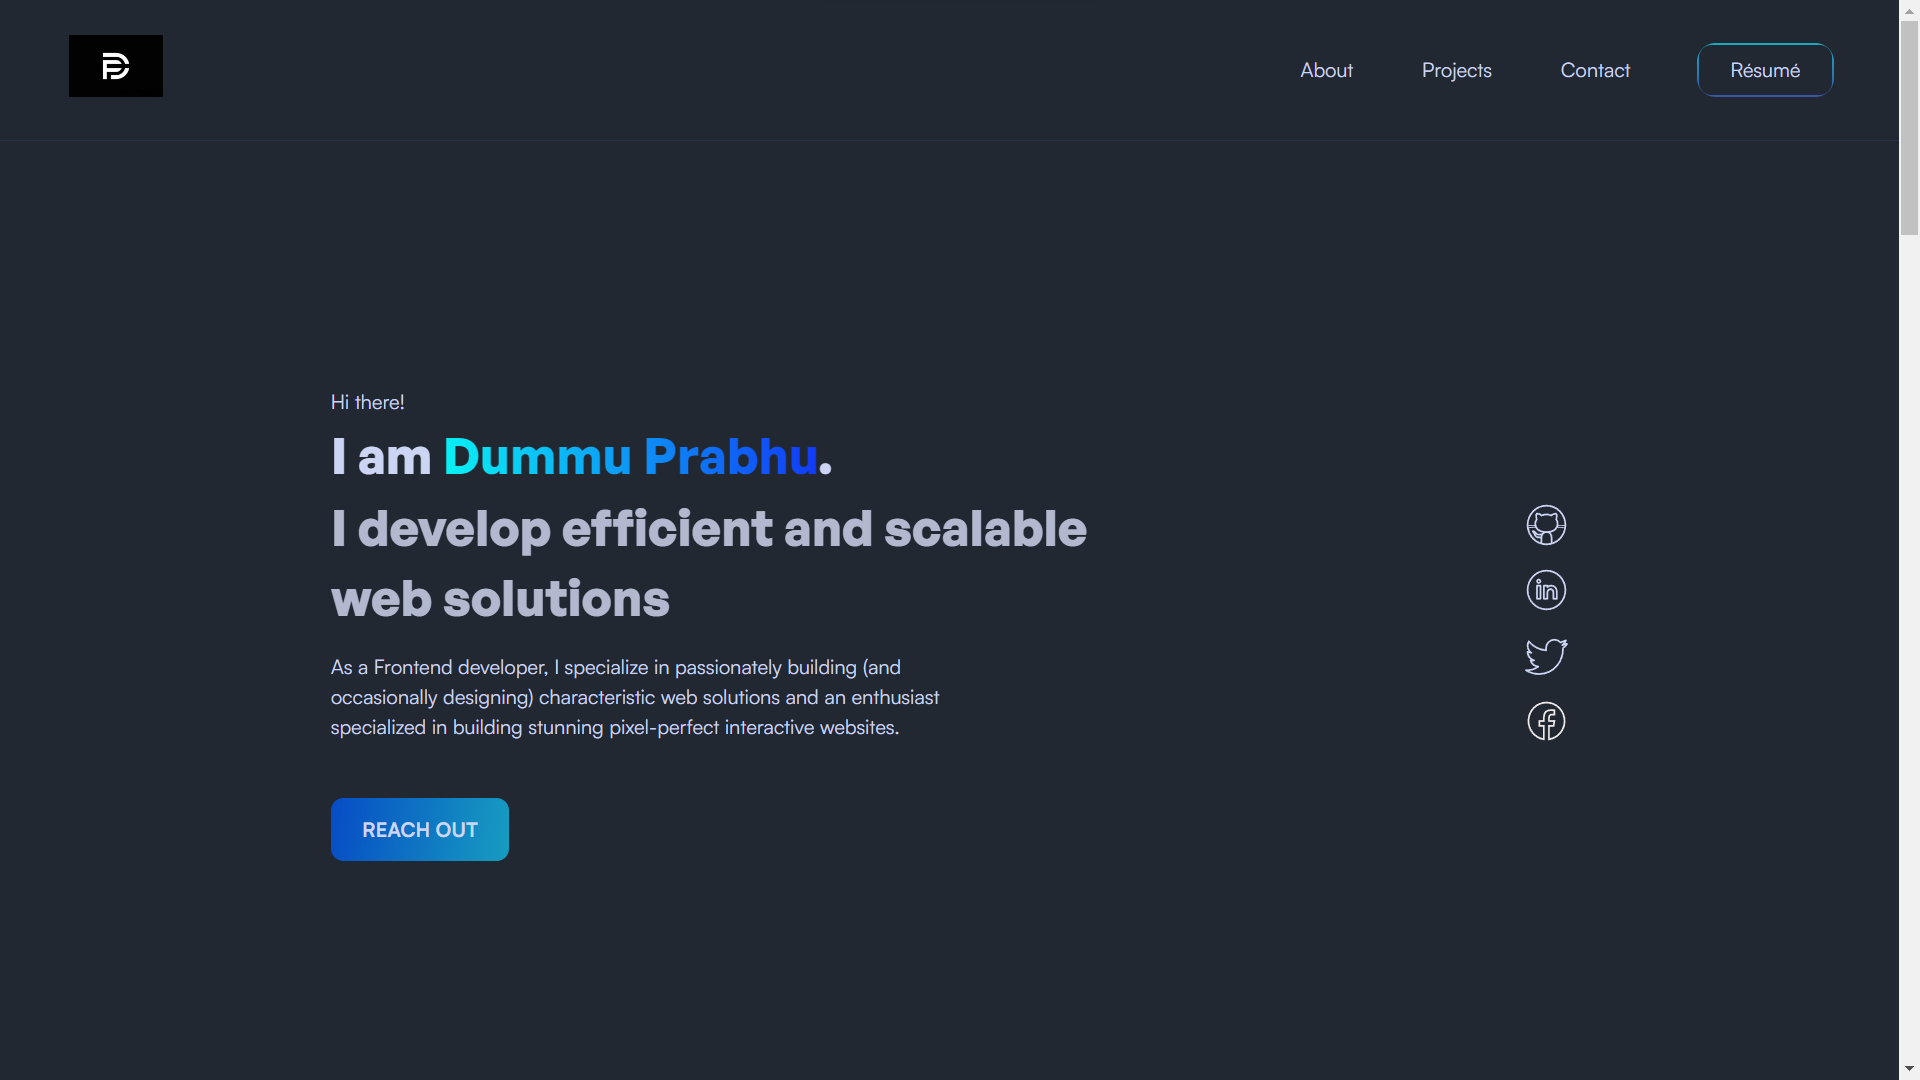 About
Projects
Contact
Résumé
Hi there!
I am Dummu Prabhu.
I develop efficient and scalable
web solutions
As a Frontend developer, I specialize in passionately building (and
occasionally designing) characteristic web solutions and an enthusiast
specialized in building stunning pixel-perfect interactive websites.
in
REACH OUT